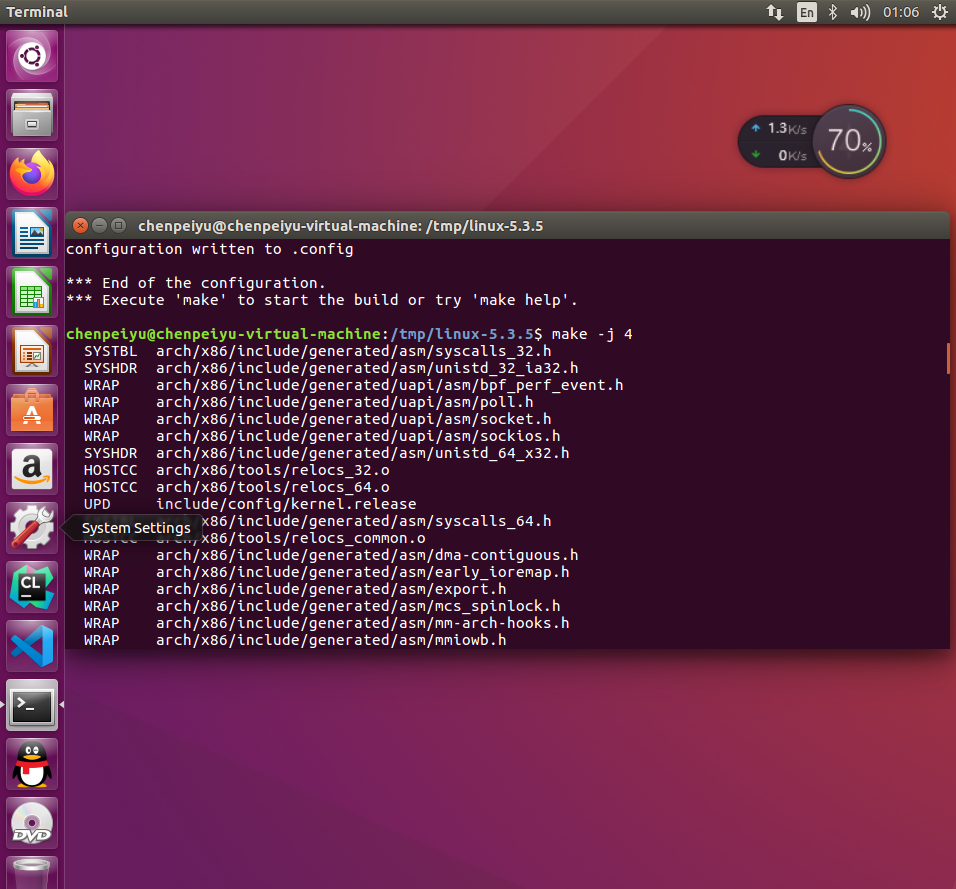 Terminal
En
01:06
1.3K/s
0K/s
70%
chenpeiyu@chenpeiyu-virtual-machine: /tmp/linux-5.3.5
configuration written to .config
*** End of the configuration.
*** Execute 'make' to start the build or try 'make help'.
chenpeiyu@chenpeiyu-virtual-machine:/tmp/linux-5.3.5$ make -j 4
SYSTBL arch/x86/include/generated/asm/syscalls_32.h
SYSHDR arch/x86/include/generated/asm/unistd_32_ia32.h
WRAP arch/x86/include/generated/uapi/asm/bpf_perf_event.h
WRAP arch/x86/include/generated/uapi/asm/poll.h
WRAP arch/x86/include/generated/uapi/asm/socket.h
WRAP arch/x86/include/generated/uapi/asm/sockios.h
SYSHDR arch/x86/include/generated/asm/unistd_64_x32.h
HOSTCC arch/x86/tools/relocs_32.o
HOSTCC arch/x86/tools/relocs_64.o
UPD include/config/kernel.release
System Settings
x86/include/generated/asm/syscalls_64.h
HOSTCC arch/x86/tools/relocs_common.o
WRAP arch/x86/include/generated/asm/dma-contiguous.h
WRAP arch/x86/include/generated/asm/early_ioremap.h
WRAP arch/x86/include/generated/asm/export.h
WRAP arch/x86/include/generated/asm/mcs_spinlock.h
WRAP arch/x86/include/generated/asm/mm-arch-hooks.h
WRAP arch/x86/include/generated/asm/mmiowb.h
A
a
CL
>_
DVD